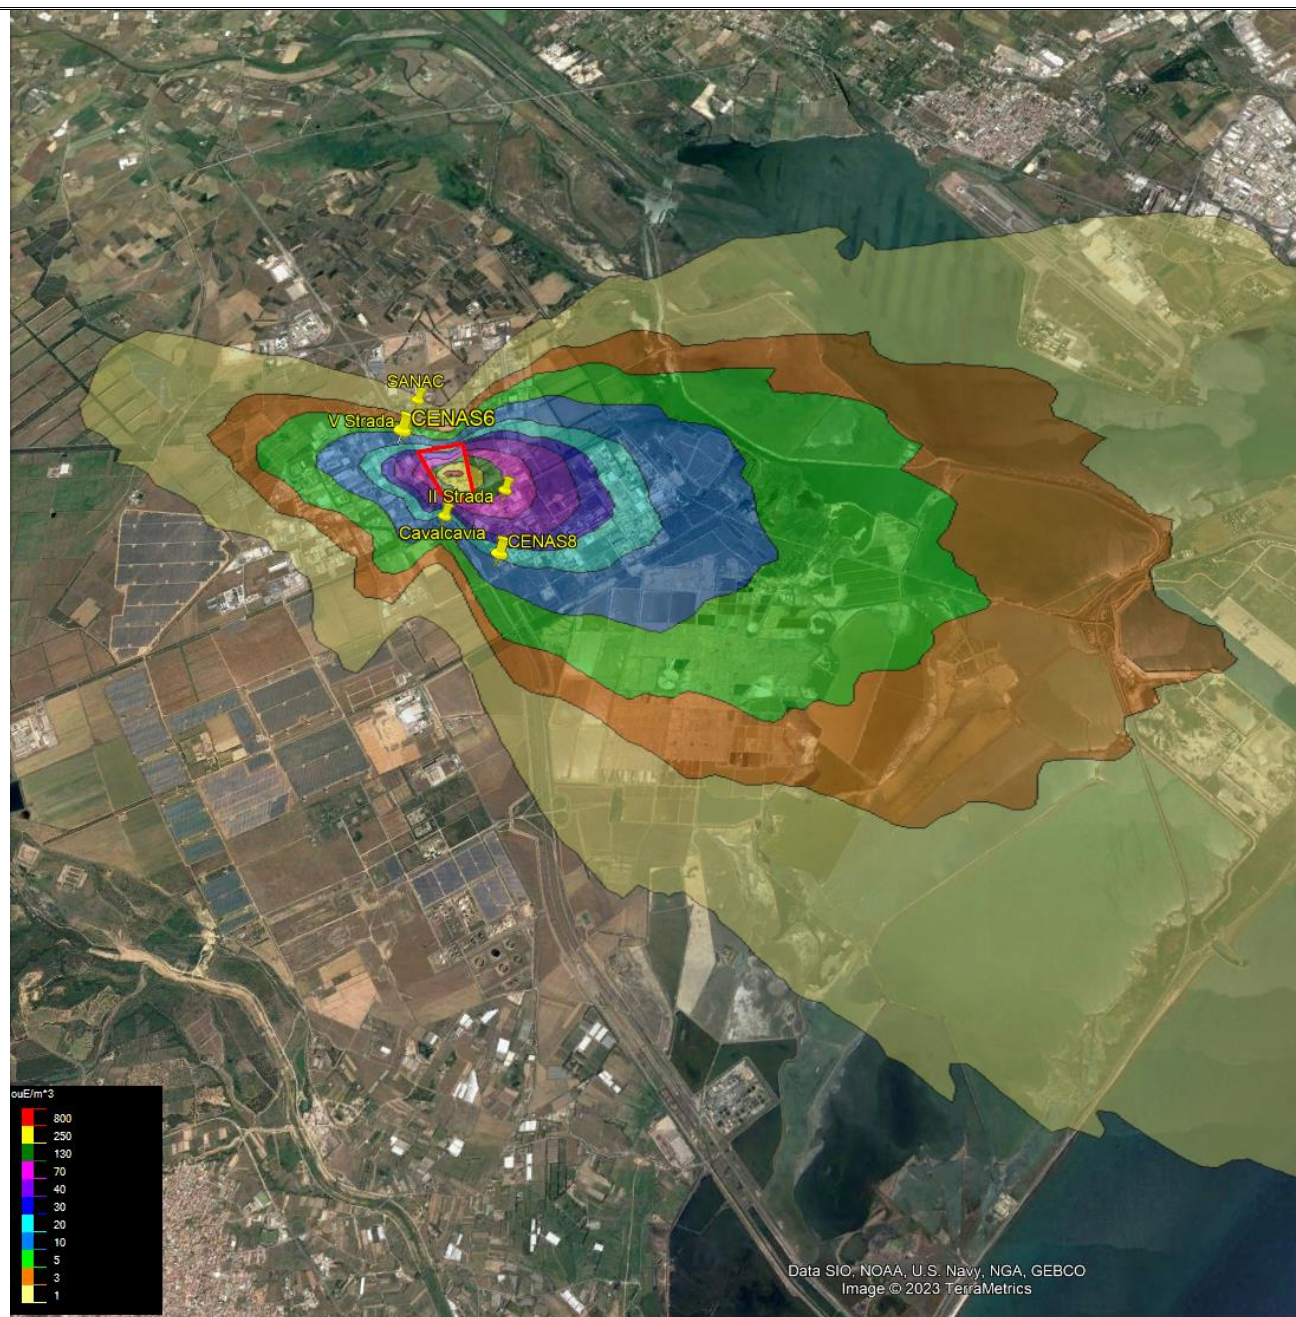 SANAC
V Strada
CENAS6
II Strada
Cavalcavia
CENAS8
ouE/m^3
800
250
130
70
40
30
20
10
5
3
1
Data SIO, NOAA, U.S. Navy, NGA, GEBCO
Image © 2023 TerraMetrics